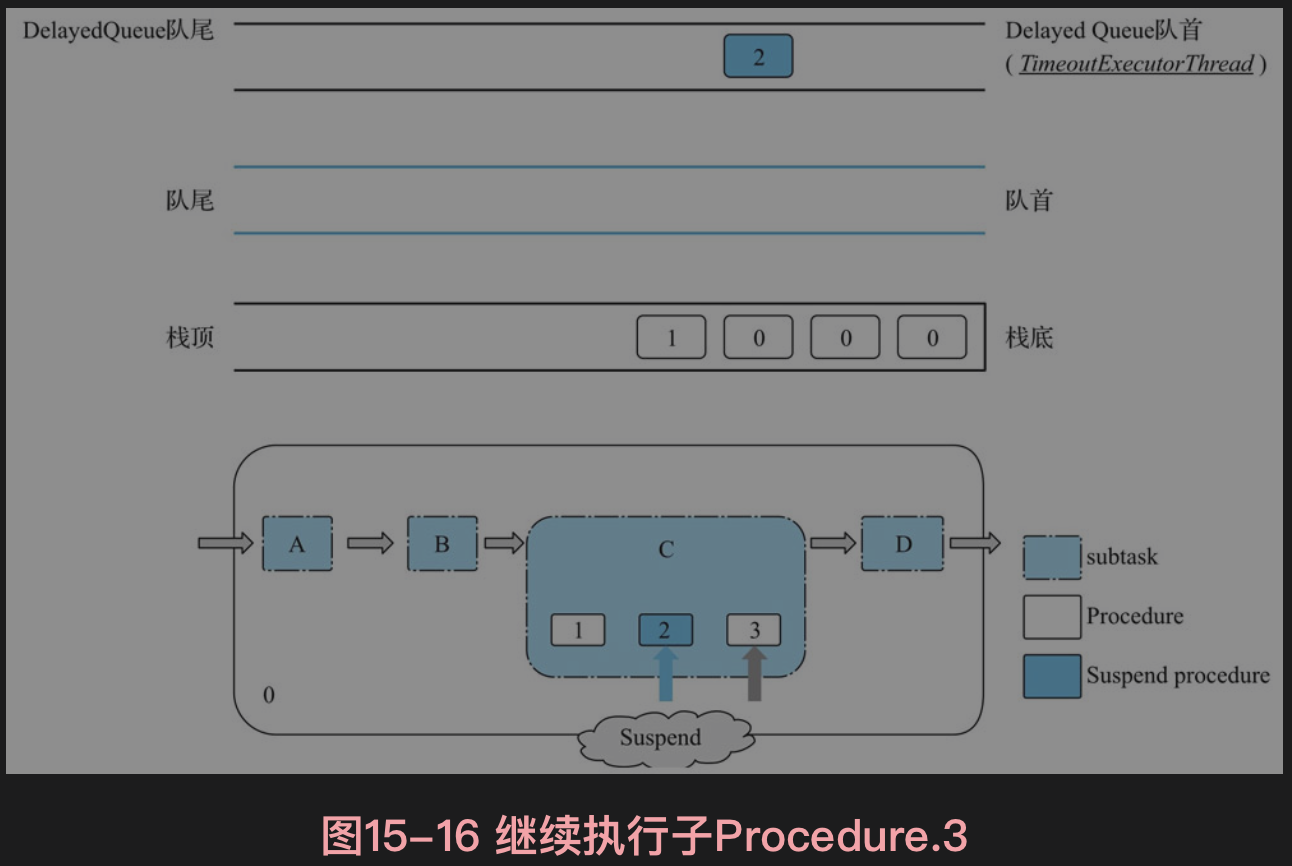 DelayedQueue队尾
2
Delayed Queue队首
( TimeoutExecutorThread )
队尾
队首
栈顶
1 0 0 0
栈底
A
B
C
D
1 2 3
0
Suspend
subtask
Procedure
Suspend procedure
图15-16 继续执行子Procedure.3